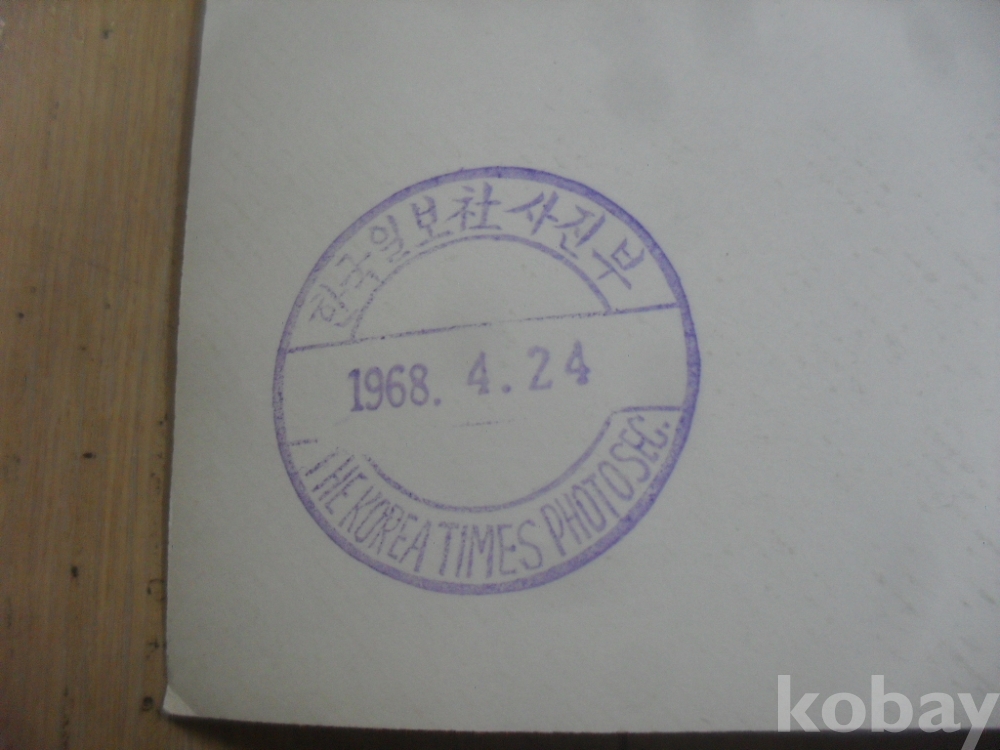 한국일보社 사진부
1968. 4. 24
THE KOREA TIMES PHOTO SEC.
kobay